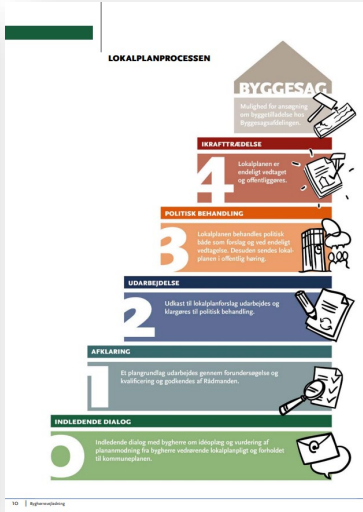 LOKALPLANPROCESSEN
BYGGESAG
Mulighed for ansøgning
om byggetilladelse hos
Byggesagsafdelingen.
IKRAFTTRÆDELSE
4
Lokalplanen er
endeligt vedtaget
og offentliggøres.
POLITISK BEHANDLING
3
Lokalplanen behandles politisk
både som forslag og ved endeligt
vedtagelse. Desuden sendes lokal-
planen i offentlig høring.
UDARBEJDELSE
2
Udkast til lokalplanforslag udarbejdes og
klargøres til politisk behandling.
AFKLARING
1
Et plangrundlag udarbejdes gennem forundersøgelse og
kvalificering og godkendes af Rådmanden.
INDLEDENDE DIALOG
0
Indledende dialog med bygherre om idéoplæg og vurdering af
plananmodning fra bygherre vedrørende lokalplanpligt og forholdet
til kommuneplanen.
10 | Bygherrevejledning